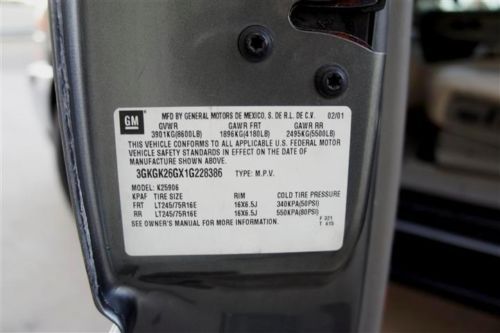 GM
MFD BY GENERAL MOTORS DE MEXICO, S. DE R.L. DE C.V. 02/01
GVWR GAWR FRT GAWR RR
3901KG(8600LB) 1896KG(4180LB) 2495KG(5500LB)
THIS VEHICLE CONFORMS TO ALL APPLICABLE U.S. FEDERAL MOTOR
VEHICLE SAFETY STANDARDS IN EFFECT ON THE DATE OF
MANUFACTURE SHOWN ABOVE.
3GKGK26GX1G228386 TYPE: M.P.V.
MODEL: K25906
KPAF TIRE SIZE RIM COLD TIRE PRESSURE
FRT LT245/75R16E 16X6.5J 340KPA(50PSI)
RR LT245/75R16E 16X6.5J 550KPA(80PSI)
SEE OWNER'S MANUAL FOR MORE INFORMATION.
F 321
T 615